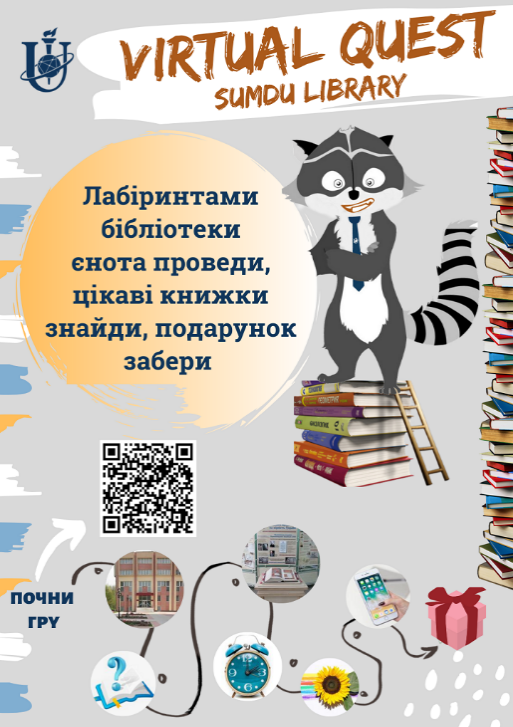 VIRTUAL QUEST
SUMDU LIBRARY
Лабіринтами
бібліотеки
єнота проведи,
цікаві книжки
знайди, подарунок
забери
ПОЧНИ
ГРУ